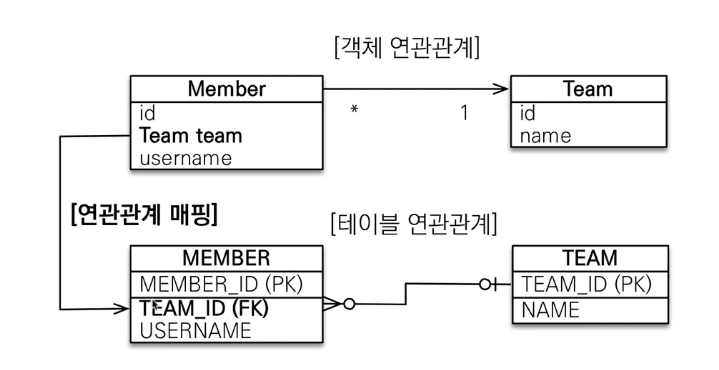 [객체 연관관계]
Member
id
Team team
username
*
1
Team
id
name
[연관관계 매핑]
[테이블 연관관계]
MEMBER
MEMBER_ID (PK)
TEAM_ID (FK)
USERNAME
TEAM
TEAM_ID (PK)
NAME